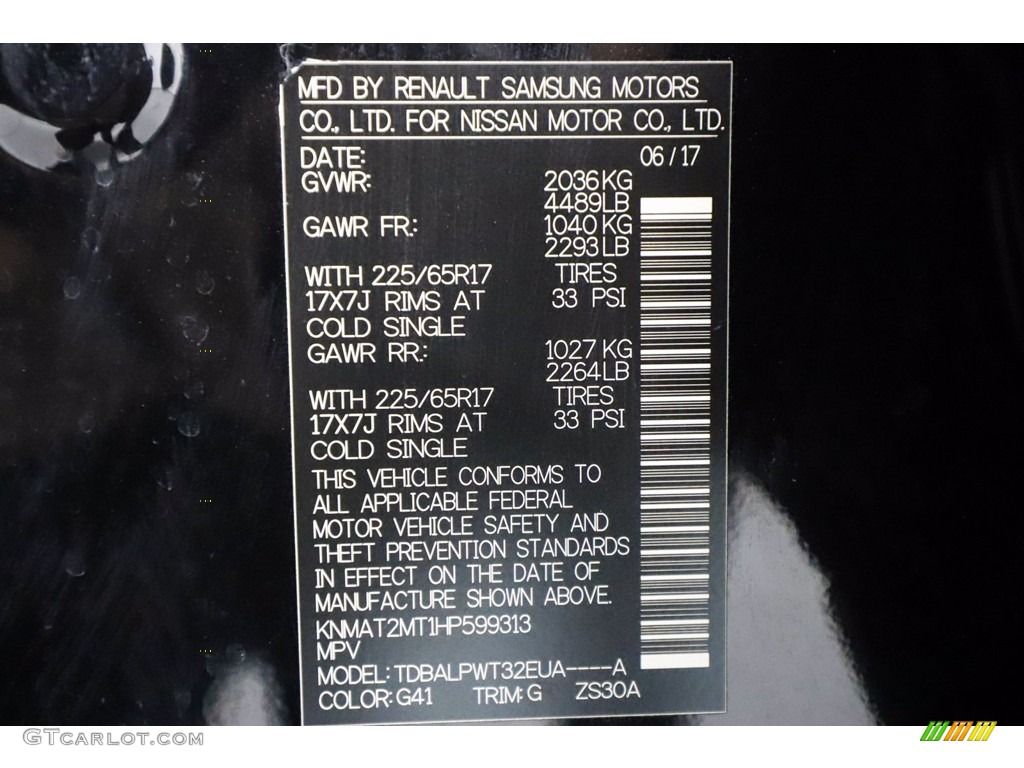 MFD BY RENAULT SAMSUNG MOTORS
CO., LTD. FOR NISSAN MOTOR CO., LTD.
DATE: 06/17
GVWR: 2036KG
4489LB
GAWR FR.: 1040KG
2293LB
WITH 225/65R17 TIRES
17X7J RIMS AT 33 PSI
COLD SINGLE
GAWR RR.: 1027KG
2264LB
WITH 225/65R17 TIRES
17X7J RIMS AT 33 PSI
COLD SINGLE
THIS VEHICLE CONFORMS TO
ALL APPLICABLE FEDERAL
MOTOR VEHICLE SAFETY AND
THEFT PREVENTION STANDARDS
IN EFFECT ON THE DATE OF
MANUFACTURE SHOWN ABOVE.
KNMAT2MT1HP599313
MPV
MODEL: TDBALPWT32EUA----A
COLOR: G41 TRIM: G ZS30A
GTCarLot.com